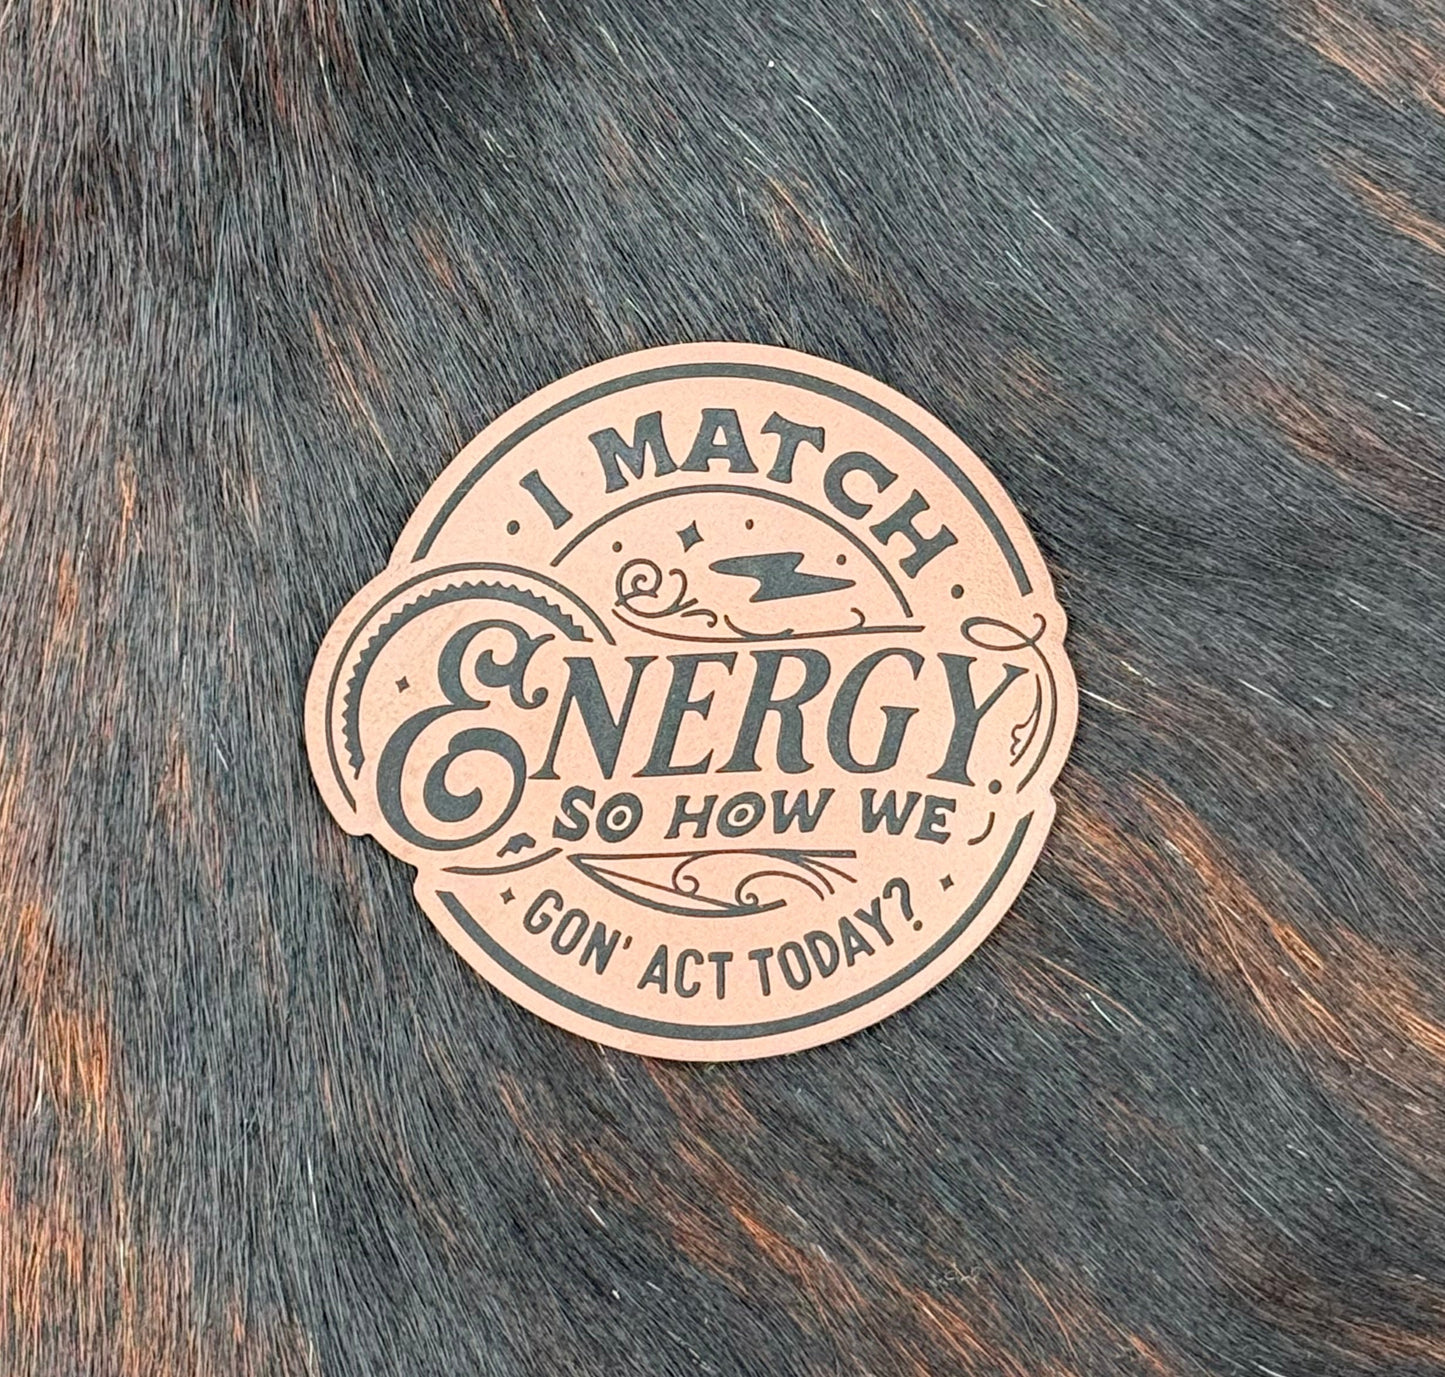 I MATCH
ENERGY
SO HOW WE
GON' ACT TODAY?